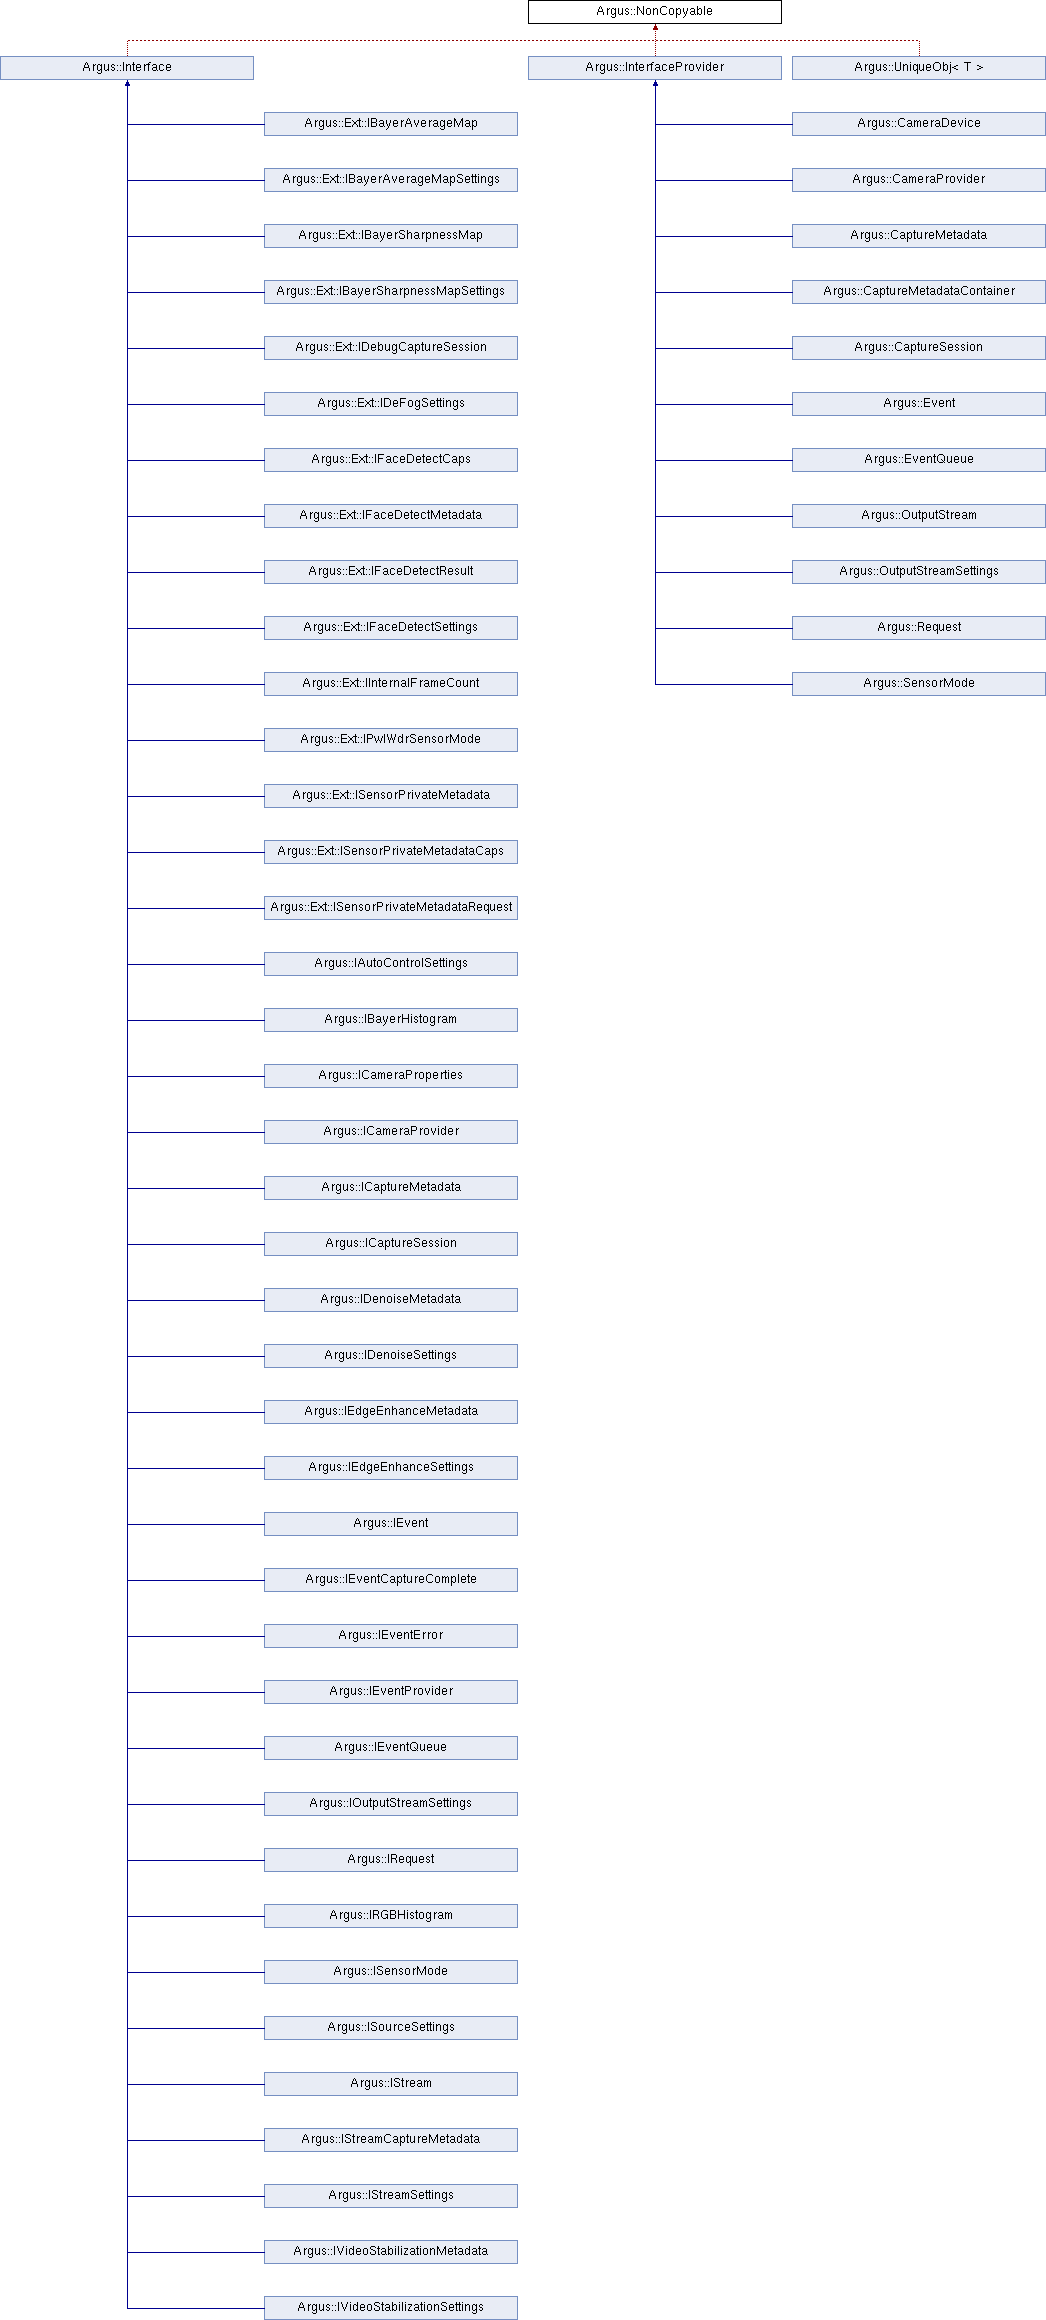 Argus::NonCopyable
Argus::Interface
Argus::InterfaceProvider
Argus::UniqueObj< T >
Argus::Ext::IBayerAverageMap
Argus::CameraDevice
Argus::Ext::IBayerAverageMapSettings
Argus::CameraProvider
Argus::Ext::IBayerSharpnessMap
Argus::CaptureMetadata
Argus::Ext::IBayerSharpnessMapSettings
Argus::CaptureMetadataContainer
Argus::Ext::IDebugCaptureSession
Argus::CaptureSession
Argus::Ext::IDeFogSettings
Argus::Event
Argus::Ext::IFaceDetectCaps
Argus::EventQueue
Argus::Ext::IFaceDetectMetadata
Argus::OutputStream
Argus::Ext::IFaceDetectResult
Argus::OutputStreamSettings
Argus::Ext::IFaceDetectSettings
Argus::Request
Argus::Ext::IInternalFrameCount
Argus::SensorMode
Argus::Ext::IPwlWdrSensorMode
Argus::Ext::ISensorPrivateMetadata
Argus::Ext::ISensorPrivateMetadataCaps
Argus::Ext::ISensorPrivateMetadataRequest
Argus::IAutoControlSettings
Argus::IBayerHistogram
Argus::ICameraProperties
Argus::ICameraProvider
Argus::ICaptureMetadata
Argus::ICaptureSession
Argus::IDenoiseMetadata
Argus::IDenoiseSettings
Argus::IEdgeEnhanceMetadata
Argus::IEdgeEnhanceSettings
Argus::IEvent
Argus::IEventCaptureComplete
Argus::IEventError
Argus::IEventProvider
Argus::IEventQueue
Argus::IOutputStreamSettings
Argus::IRequest
Argus::IRGBHistogram
Argus::ISensorMode
Argus::ISourceSettings
Argus::IStream
Argus::IStreamCaptureMetadata
Argus::IStreamSettings
Argus::IVideoStabilizationMetadata
Argus::IVideoStabilizationSettings